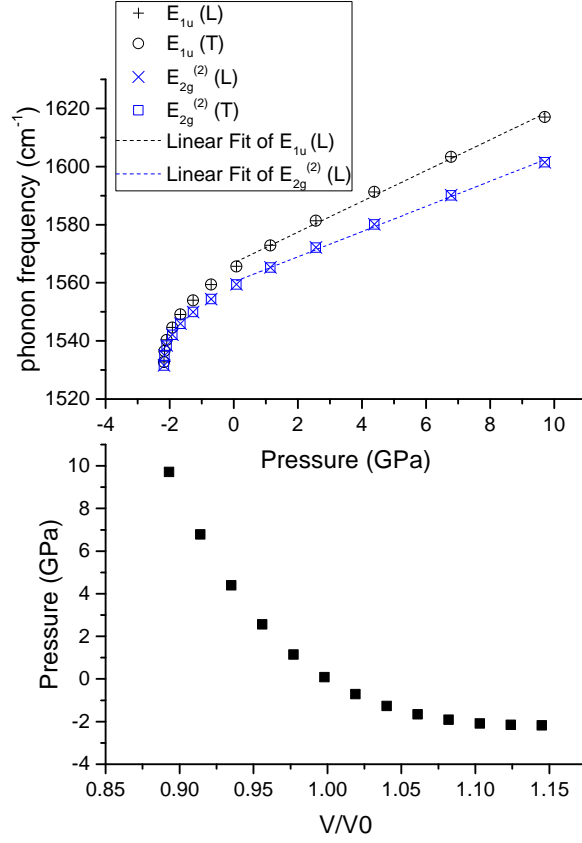 E1u (L)
E1u (T)
E2g(2) (L)
E2g(2) (T)
Linear Fit of E1u (L)
Linear Fit of E2g(2) (L)
phonon frequency (cm-1)
1620
1600
1580
1560
1540
1520
-4 -2 0 2 4 6 8 10
Pressure (GPa)
Pressure (GPa)
10
8
6
4
2
0
-2
-4
0.85 0.90 0.95 1.00 1.05 1.10 1.15
V/V0